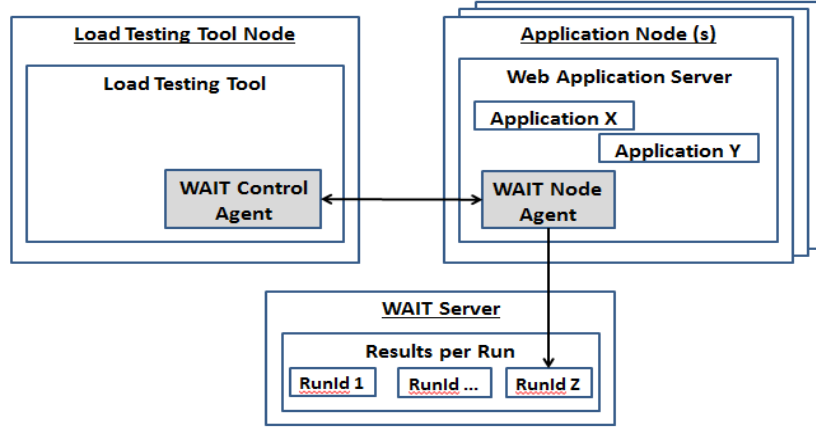 Load Testing Tool Node
Load Testing Tool
WAIT Control
Agent
Application Node (s)
Web Application Server
Application X
Application Y
WAIT Node
Agent
WAIT Server
Results per Run
RunId 1
RunId ...
RunId Z